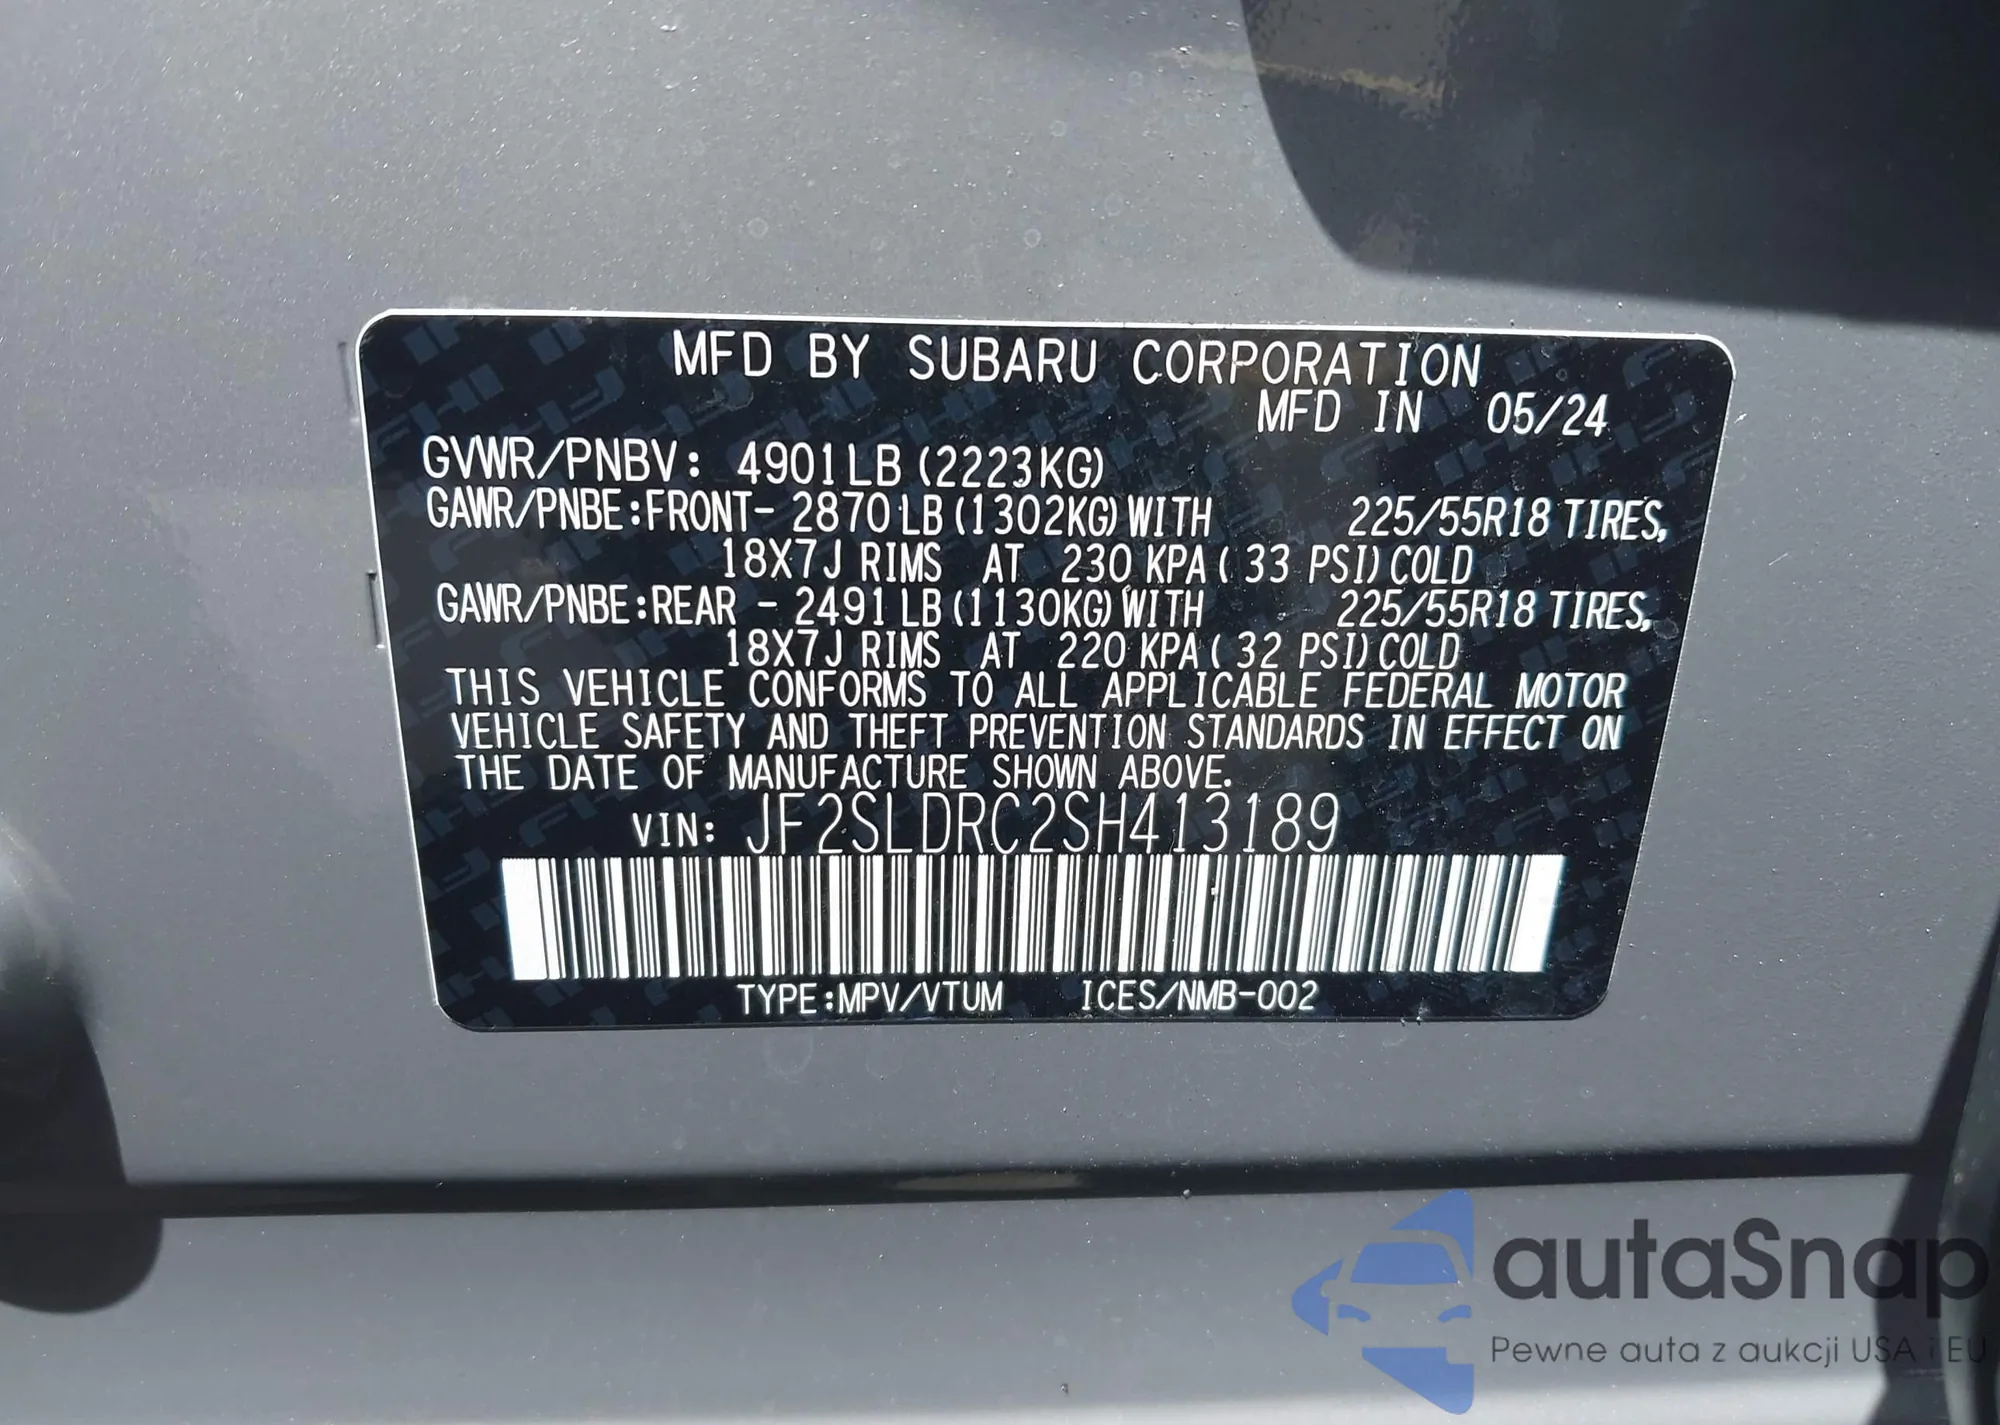 MFD BY SUBARU CORPORATION
MFD IN 05/24
GVWR/PNBV: 4901LB (2223KG)
GAWR/PNBE:FRONT- 2870LB(1302KG)WITH 225/55R18 TIRES,
18X7J RIMS AT 230 KPA( 33 PSI)COLD
GAWR/PNBE:REAR - 2491LB(1130KG)WITH 225/55R18 TIRES,
18X7J RIMS AT 220 KPA( 32 PSI)COLD
THIS VEHICLE CONFORMS TO ALL APPLICABLE FEDERAL MOTOR
VEHICLE SAFETY AND THEFT PREVENTION STANDARDS IN EFFECT ON
THE DATE OF MANUFACTURE SHOWN ABOVE.
VIN: JF2SLDRC2SH413189
TYPE:MPV/VTUM ICES/NMB-002
autaSnap
Pewne auta z aukcji USA i EU